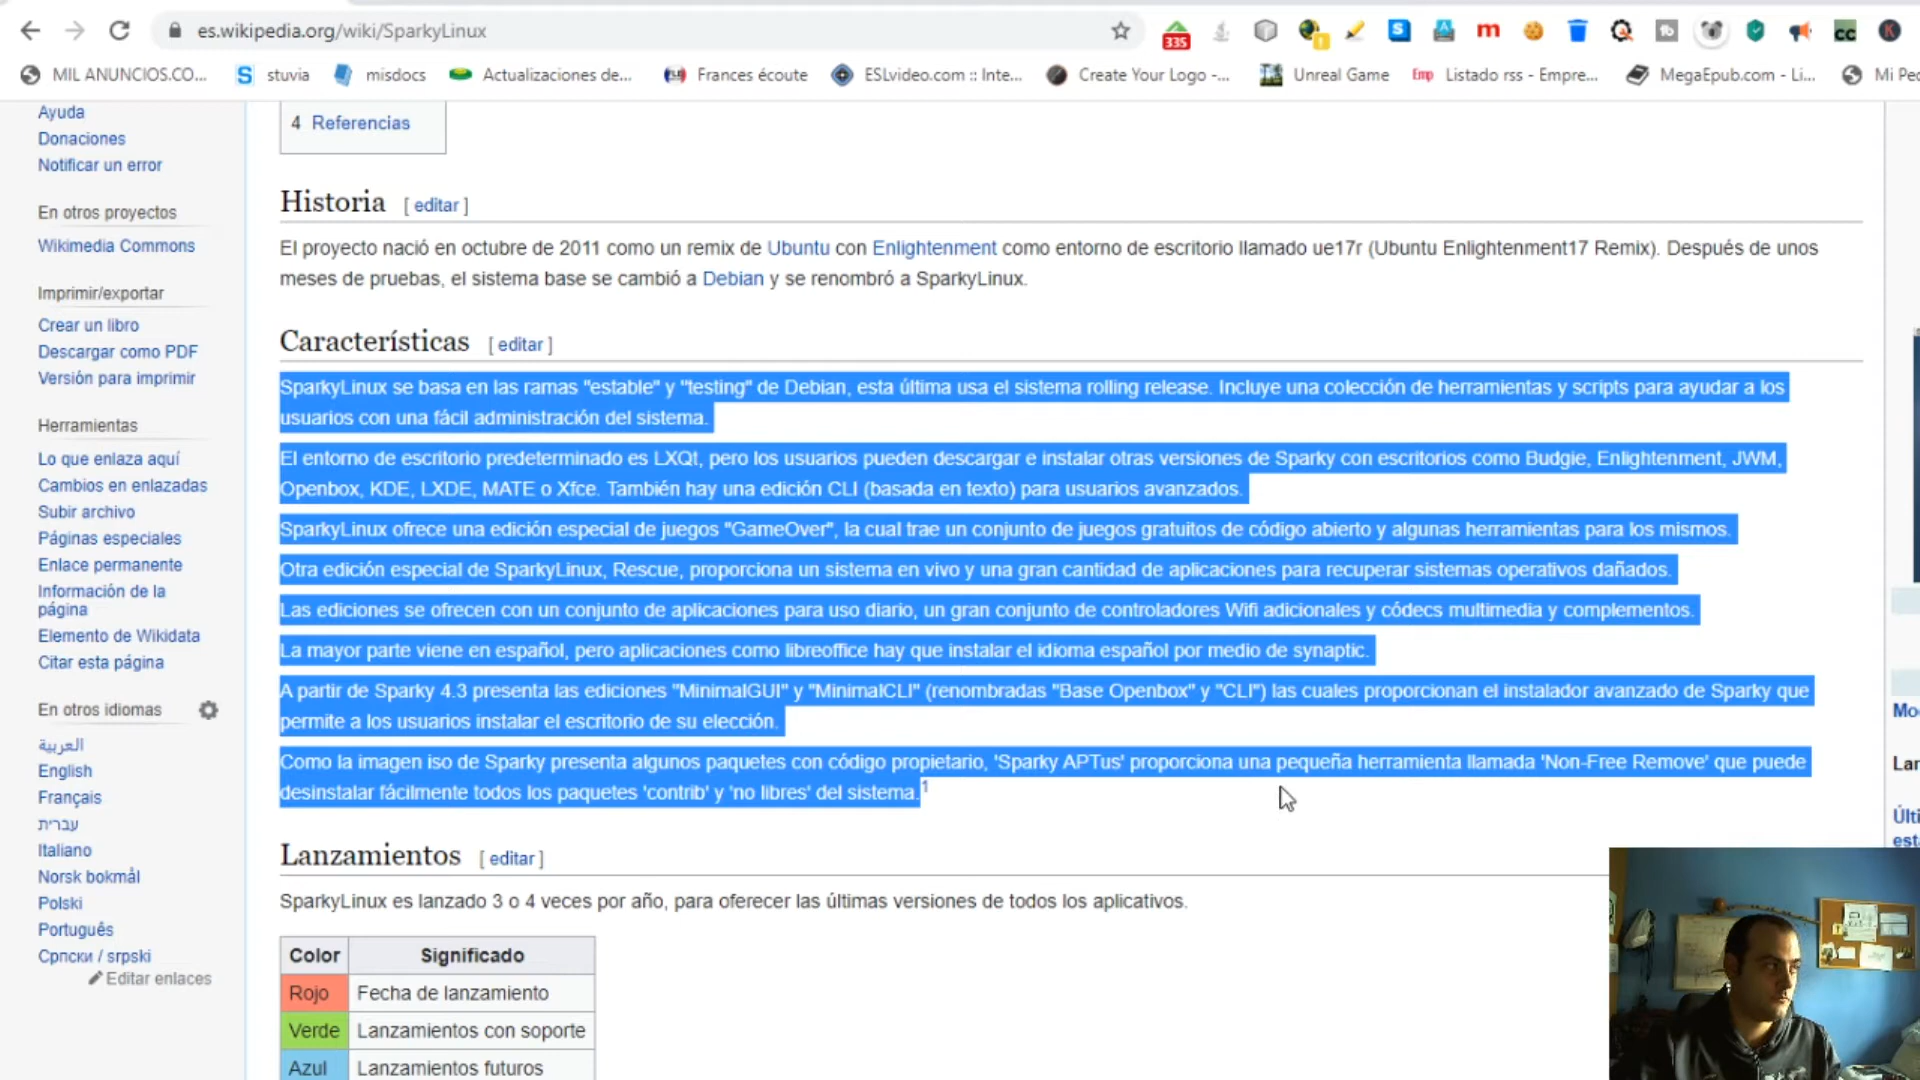 es.wikipedia.org/wiki/SparkyLinux
335
MIL ANUNCIOS.CO...
stuvia
misdocs
Actualizaciones de...
Frances écoute
ESLvideo.com :: Inte...
Create Your Logo -...
Unreal Game
Emp Listado rss - Empre...
MegaEpub.com - Li...
Mi Pec
Ayuda
Donaciones
Notificar un error
En otros proyectos
Wikimedia Commons
Imprimir/exportar
Crear un libro
Descargar como PDF
Versión para imprimir
Herramientas
Lo que enlaza aquí
Cambios en enlazadas
Subir archivo
Páginas especiales
Enlace permanente
Información de la
página
Elemento de Wikidata
Citar esta página
En otros idiomas
العربية
English
Français
עברית
Italiano
Norsk bokmål
Polski
Português
Српски / srpski
Editar enlaces
4 Referencias
Historia [ editar ]
El proyecto nació en octubre de 2011 como un remix de Ubuntu con Enlightenment como entorno de escritorio llamado ue17r (Ubuntu Enlightenment17 Remix). Después de unos
meses de pruebas, el sistema base se cambió a Debian y se renombró a SparkyLinux.
Características [ editar ]
SparkyLinux se basa en las ramas "estable" y "testing" de Debian, esta última usa el sistema rolling release. Incluye una colección de herramientas y scripts para ayudar a los
usuarios con una fácil administración del sistema.
El entorno de escritorio predeterminado es LXQt, pero los usuarios pueden descargar e instalar otras versiones de Sparky con escritorios como Budgie, Enlightenment, JWM,
Openbox, KDE, LXDE, MATE o Xfce. También hay una edición CLI (basada en texto) para usuarios avanzados.
SparkyLinux ofrece una edición especial de juegos "GameOver", la cual trae un conjunto de juegos gratuitos de código abierto y algunas herramientas para los mismos.
Otra edición especial de SparkyLinux, Rescue, proporciona un sistema en vivo y una gran cantidad de aplicaciones para recuperar sistemas operativos dañados.
Las ediciones se ofrecen con un conjunto de aplicaciones para uso diario, un gran conjunto de controladores Wifi adicionales y códecs multimedia y complementos.
La mayor parte viene en español, pero aplicaciones como libreoffice hay que instalar el idioma español por medio de synaptic.
A partir de Sparky 4.3 presenta las ediciones "MinimalGUI" y "MinimalCLI" (renombradas "Base Openbox" y "CLI") las cuales proporcionan el instalador avanzado de Sparky que
permite a los usuarios instalar el escritorio de su elección.
Como la imagen iso de Sparky presenta algunos paquetes con código propietario, 'Sparky APTus' proporciona una pequeña herramienta llamada 'Non-Free Remove' que puede
desinstalar fácilmente todos los paquetes 'contrib' y 'no libres' del sistema.1
Lanzamientos [ editar ]
SparkyLinux es lanzado 3 o 4 veces por año, para oferecer las últimas versiones de todos los aplicativos.
Color Significado
Rojo Fecha de lanzamiento
Verde Lanzamientos con soporte
Azul Lanzamientos futuros
Mo
Lar
Últi
est